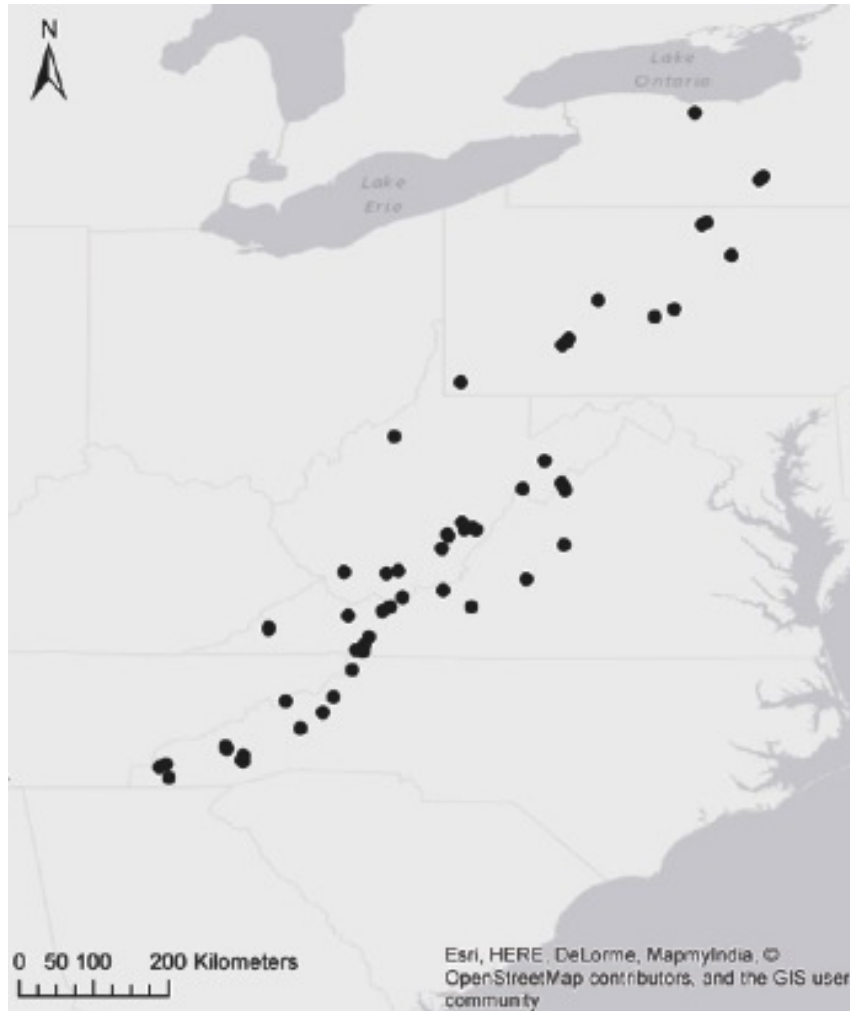 N
Lake
Ontario
Lake
Erie
0 50 100 200 Kilometers
Esri, HERE, DeLorme, MapmyIndia, ©
OpenStreetMap contributors, and the GIS user
community